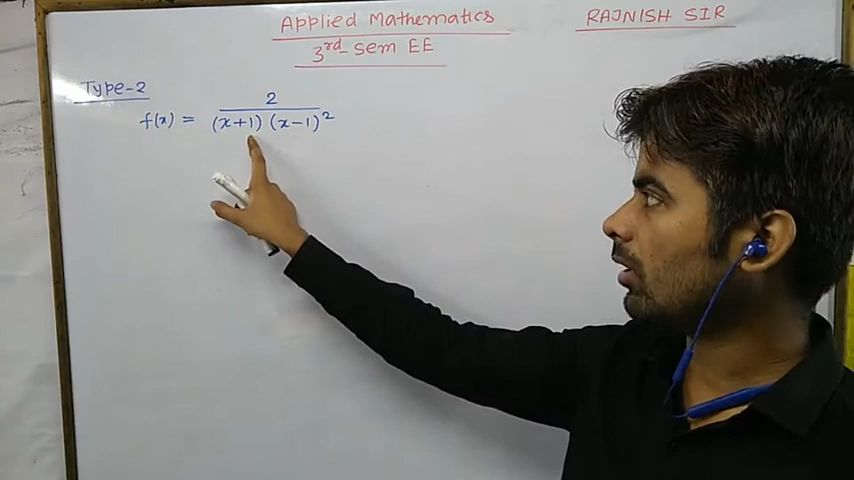 Applied Mathematics
RAJNISH SIR
3rd-Sem EE
Type-2
f(x) = 2 / (x+1) (x-1)²